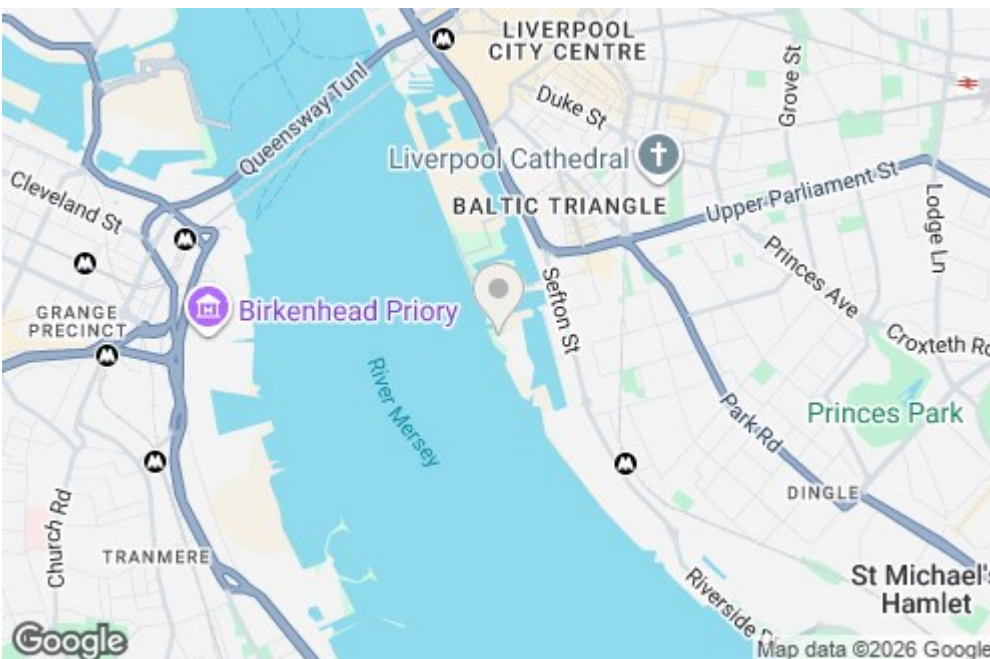 LIVERPOOL
CITY CENTRE
Queensway Tunl
Duke St
Grove St
Liverpool Cathedral
Cleveland St
BALTIC TRIANGLE
Upper Parliament St
Lodge Ln
Princes Ave
Sefton St
GRANGE
PRECINCT
Birkenhead Priory
Croxteth Rd
River Mersey
Park Rd
Princes Park
DINGLE
Church Rd
TRANMERE
St Michael's
Hamlet
Riverside D
Google
Map data ©2026 Google